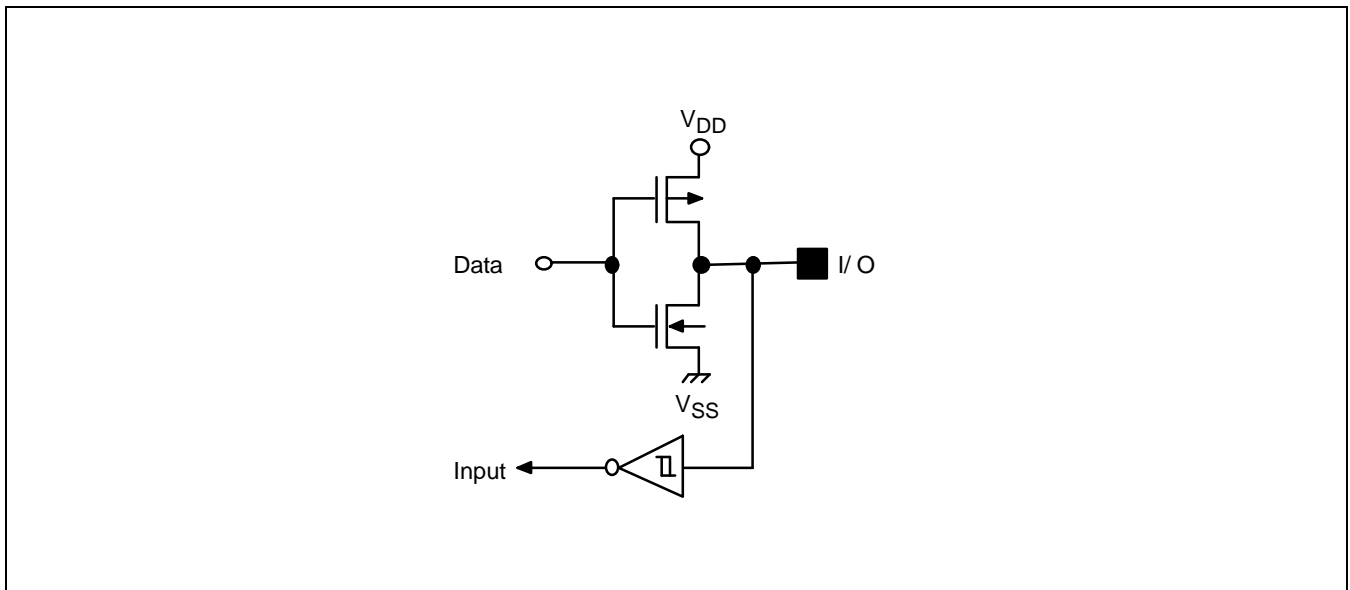 VDD
Data
I/ O
VSS
Input